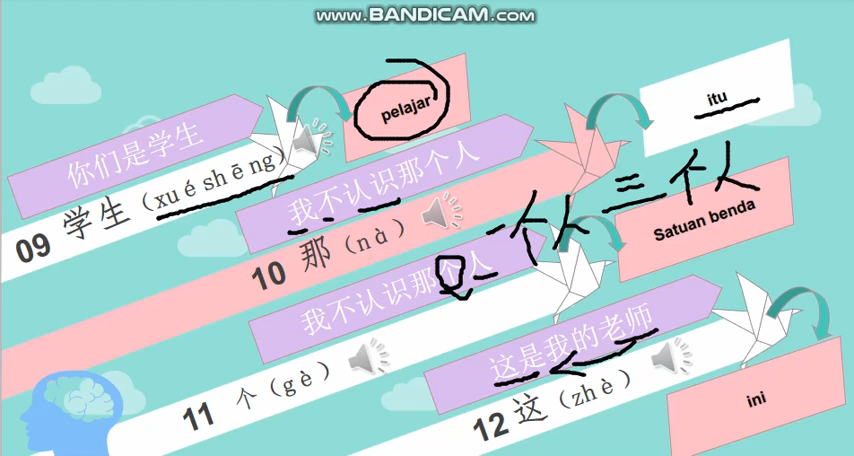 www.BANDICAM.com
你们是学生
pelajar
itu
09 学生（xuéshēng）
我不认识那个人
一个人 二=三个人
10 那（nà）
Satuan benda
我不认识那个人
11 个（gè）
这是我的老师
12 这（zhè）
ini